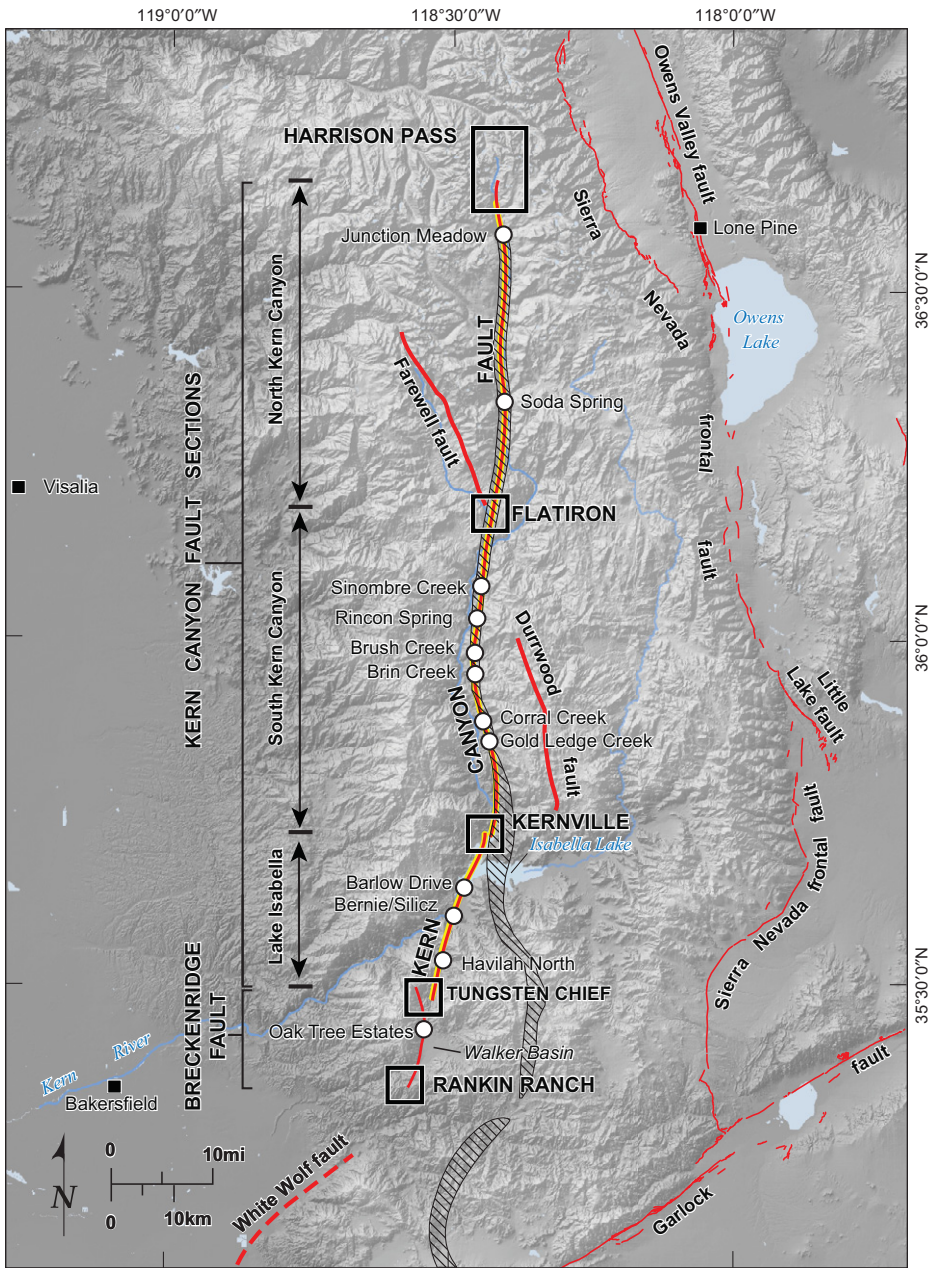 119°0′0″W
118°30′0″W
118°0′0″W
Owens Valley fault
HARRISON PASS
Sierra
Lone Pine
Junction Meadow
36°30′0″N
North Kern Canyon
Nevada
Owens
Lake
FAULT
Farewell fault
Soda Spring
frontal
KERN CANYON FAULT SECTIONS
Visalia
FLATIRON
fault
Sinombre Creek
Rincon Spring
36°0′0″N
South Kern Canyon
Durrwood
Brush Creek
Brin Creek
Little
Lake fault
CANYON
Corral Creek
Gold Ledge Creek
fault
KERNVILLE
Isabella Lake
Sierra Nevada frontal fault
Lake Isabella
Barlow Drive
Bernie/Silicz
KERN
Havilah North
35°30′0″N
TUNGSTEN CHIEF
BRECKENRIDGE
FAULT
Oak Tree Estates
Walker Basin
Kern River
RANKIN RANCH
Bakersfield
fault
N
0 10mi
0 10km
White Wolf fault
Garlock